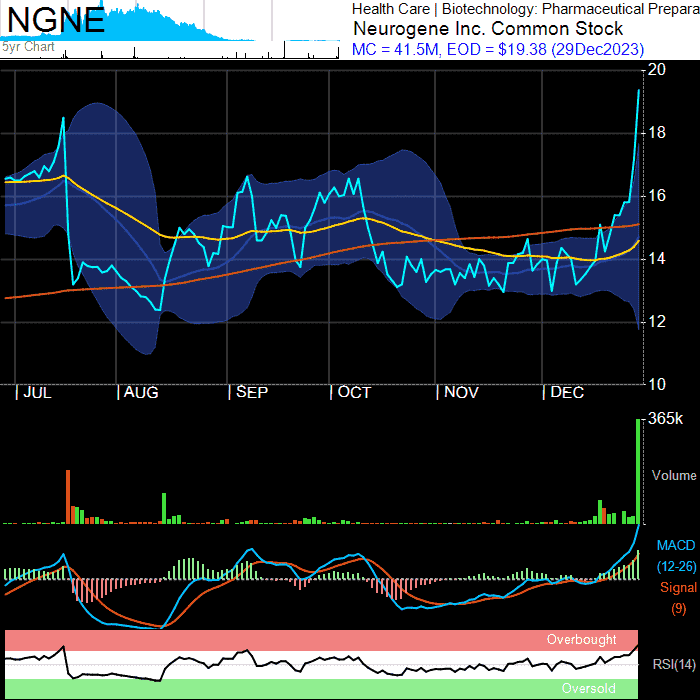 NGNE
5yr Chart
Health Care | Biotechnology: Pharmaceutical Prepara
Neurogene Inc. Common Stock
MC = 41.5M, EOD = $19.38 (29Dec2023)
20
18
16
14
12
10
JUL AUG SEP OCT NOV DEC
365k
Volume
MACD
(12-26)
Signal
(9)
Overbought
RSI(14)
Oversold